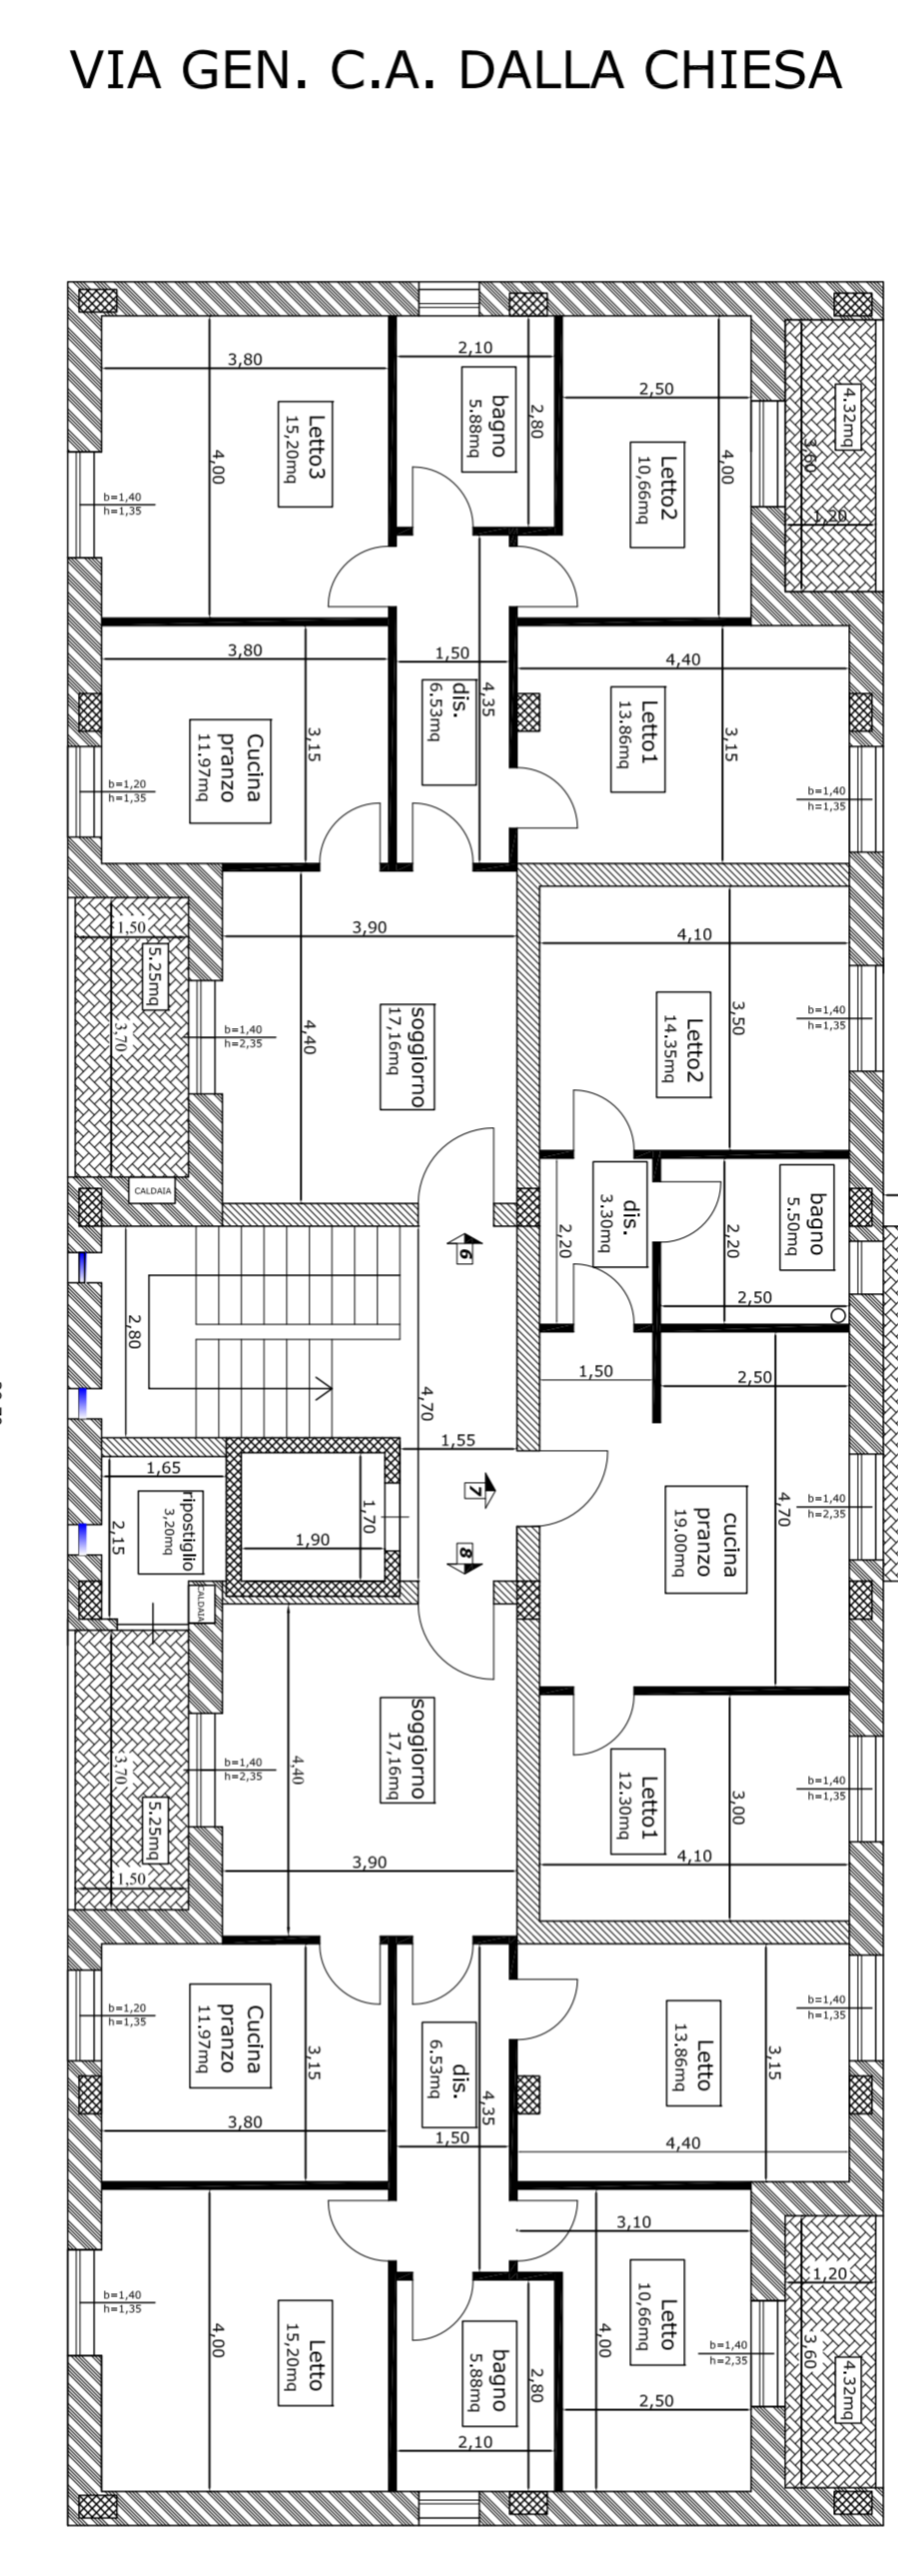 VIA GEN. C.A. DALLA CHIESA
3,80
4,00
Letto3
15,20mq
b=1,40
h=1,35
2,10
bagno
5.88mq
2,80
2,50
Letto2
10,66mq
4,00
4.32mq
3,60
1,20
3,80
3,15
Cucina
pranzo
11.97mq
b=1,20
h=1,35
1,50
dis.
6.53mq
4,35
4,40
Letto1
13.86mq
3,15
b=1,40
h=1,35
1,50
5.25mq
3,70
b=1,40
h=2,35
3,90
4,40
soggiorno
17,16mq
CALDAIA
4,10
Letto2
14.35mq
3,50
b=1,40
h=1,35
dis.
3.30mq
2,20
bagno
5.50mq
2,20
2,50
6
2,80
4,70
1,55
7
8
1,65
2,15
ripostiglio
3,20mq
1,90
1,70
CALDAIA
1,50
2,50
cucina
pranzo
19.00mq
4,70
b=1,40
h=2,35
3,70
5.25mq
1,50
b=1,40
h=2,35
soggiorno
17,16mq
4,40
3,90
Letto1
12.30mq
3,00
4,10
b=1,40
h=1,35
b=1,20
h=1,35
Cucina
pranzo
11.97mq
3,15
3,80
dis.
6.53mq
4,35
1,50
Letto
13.86mq
3,15
4,40
b=1,40
h=1,35
b=1,40
h=1,35
4,00
Letto
15,20mq
bagno
5.88mq
2,80
2,10
3,10
Letto
10,66mq
4,00
2,50
b=1,40
h=2,35
1,20
3,60
4.32mq